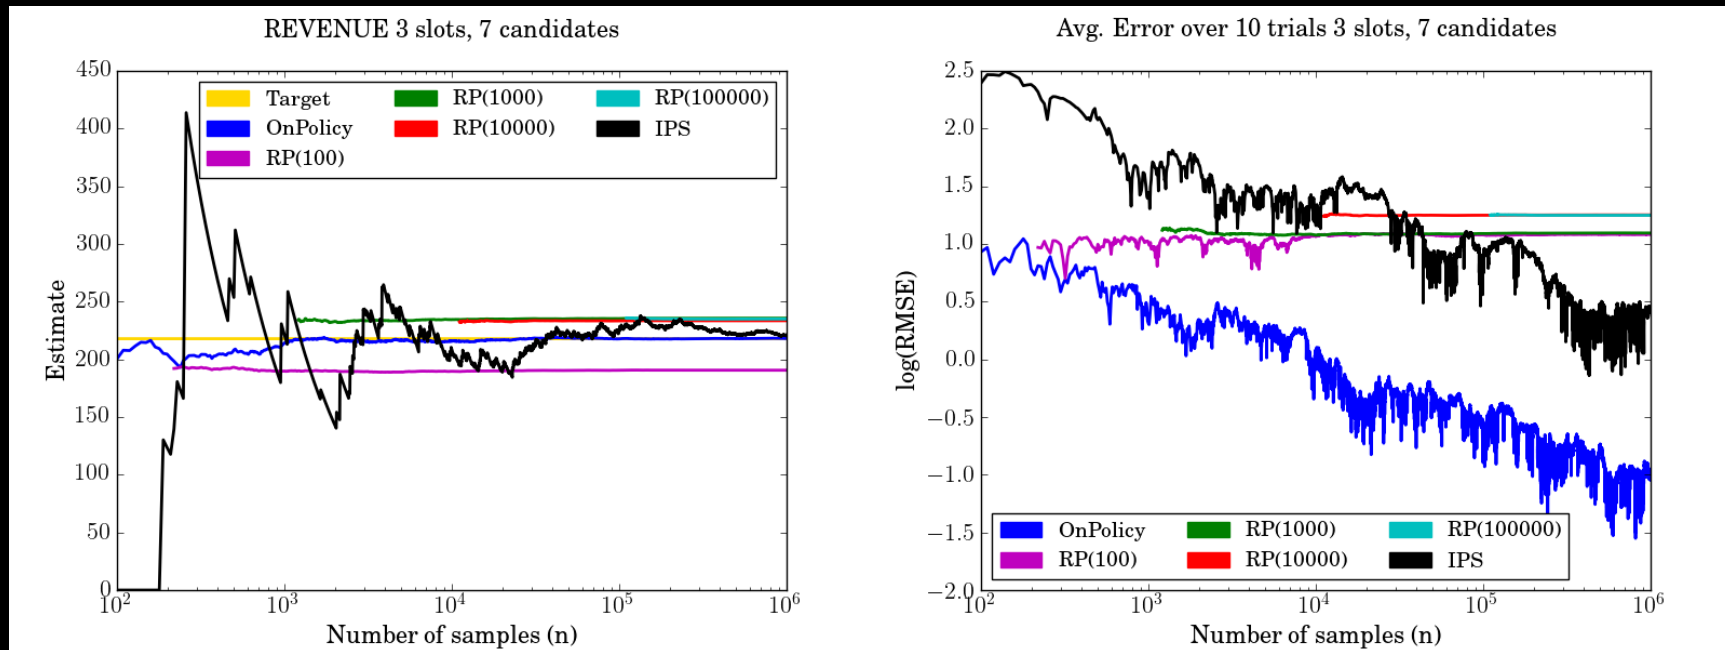 REVENUE 3 slots, 7 candidates
450
400
350
300
250
200
150
100
50
0
Estimate
Target
OnPolicy
RP(100)
RP(1000)
RP(10000)
RP(100000)
IPS
10^2
10^3
10^4
10^5
10^6
Number of samples (n)
Avg. Error over 10 trials 3 slots, 7 candidates
2.5
2.0
1.5
1.0
0.5
0.0
−0.5
−1.0
−1.5
−2.0
log(RMSE)
OnPolicy
RP(100)
RP(1000)
RP(10000)
RP(100000)
IPS
10^2
10^3
10^4
10^5
10^6
Number of samples (n)